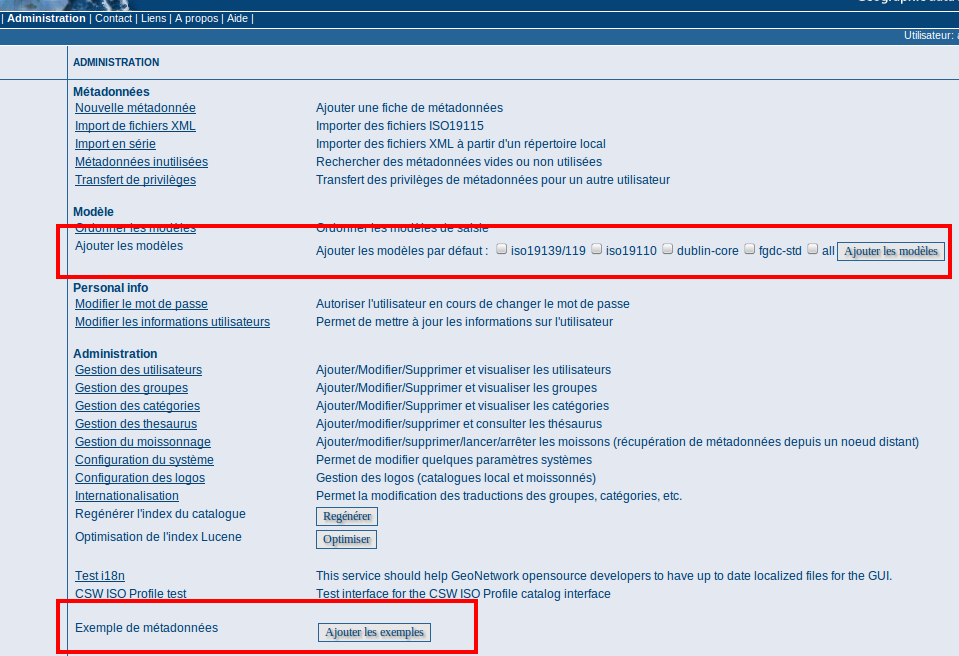 | Administration | Contact | Liens | A propos | Aide |
Utilisateur:
ADMINISTRATION
Métadonnées
Nouvelle métadonnée Ajouter une fiche de métadonnées
Import de fichiers XML Importer des fichiers ISO19115
Import en série Importer des fichiers XML à partir d'un répertoire local
Métadonnées inutilisées Rechercher des métadonnées vides ou non utilisées
Transfert de privilèges Transfert des privilèges de métadonnées pour un autre utilisateur
Modèle
Ordonner les modèles Ordonner les modèles de saisie
Ajouter les modèles Ajouter les modèles par défaut : iso19139/119 iso19110 dublin-core fgdc-std all Ajouter les modèles
Personal info
Modifier le mot de passe Autoriser l'utilisateur en cours de changer le mot de passe
Modifier les informations utilisateurs Permet de mettre à jour les informations sur l'utilisateur
Administration
Gestion des utilisateurs Ajouter/Modifier/Supprimer et visualiser les utilisateurs
Gestion des groupes Ajouter/Modifier/Supprimer et visualiser les groupes
Gestion des catégories Ajouter/Modifier/Supprimer et visualiser les catégories
Gestion des thesaurus Ajouter/modifier/supprimer et consulter les thésaurus
Gestion du moissonnage Ajouter/modifier/supprimer/lancer/arrêter les moissons (récupération de métadonnées depuis un noeud distant)
Configuration du système Permet de modifier quelques paramètres systèmes
Configuration des logos Gestion des logos (catalogues local et moissonnés)
Internationalisation Permet la modification des traductions des groupes, catégories, etc.
Regénérer l'index du catalogue Regénérer
Optimisation de l'index Lucene Optimiser
Test i18n This service should help GeoNetwork opensource developers to have up to date localized files for the GUI.
CSW ISO Profile test Test interface for the CSW ISO Profile catalog interface
Exemple de métadonnées Ajouter les exemples